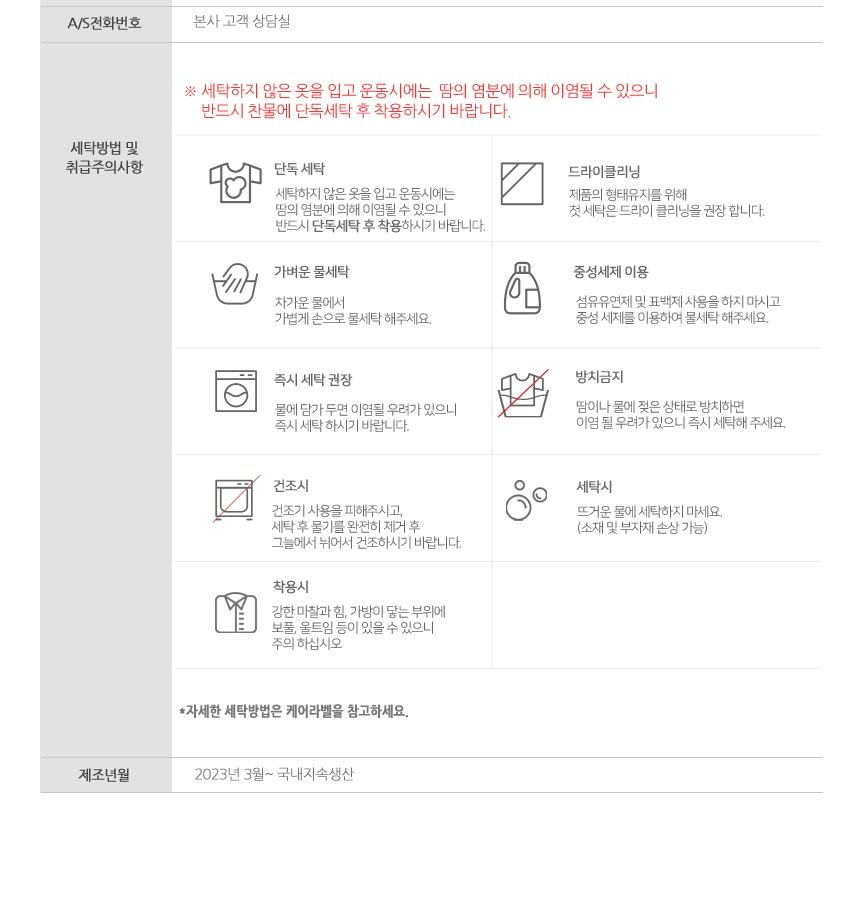 A/S전화번호
본사 고객 상담실
세탁방법 및
취급주의사항
※ 세탁하지 않은 옷을 입고 운동시에는 땀의 염분에 의해 이염될 수 있으니
반드시 찬물에 단독세탁 후 착용하시기 바랍니다.
단독 세탁
세탁하지 않은 옷을 입고 운동시에는
땀의 염분에 의해 이염될 수 있으니
반드시 단독세탁 후 착용하시기 바랍니다.
드라이클리닝
제품의 형태유지를 위해
첫 세탁은 드라이 클리닝을 권장 합니다.
가벼운 물세탁
차가운 물에서
가볍게 손으로 물세탁 해주세요.
중성세제 이용
섬유유연제 및 표백제 사용을 하지 마시고
중성 세제를 이용하여 물세탁 해주세요.
즉시 세탁 권장
물에 담가 두면 이염될 우려가 있으니
즉시 세탁 하시기 바랍니다.
방치금지
땀이나 물에 젖은 상태로 방치하면
이염 될 우려가 있으니 즉시 세탁해 주세요.
건조시
건조기 사용을 피해주시고,
세탁 후 물기를 완전히 제거 후
그늘에서 뉘어서 건조하시기 바랍니다.
세탁시
뜨거운 물에 세탁하지 마세요.
(소재 및 부자재 손상 가능)
착용시
강한 마찰과 힘, 가방이 닿는 부위에
보풀, 울트임 등이 있을 수 있으니
주의 하십시오
*자세한 세탁방법은 케어라벨을 참고하세요.
제조년월
2023년 3월~ 국내지속생산